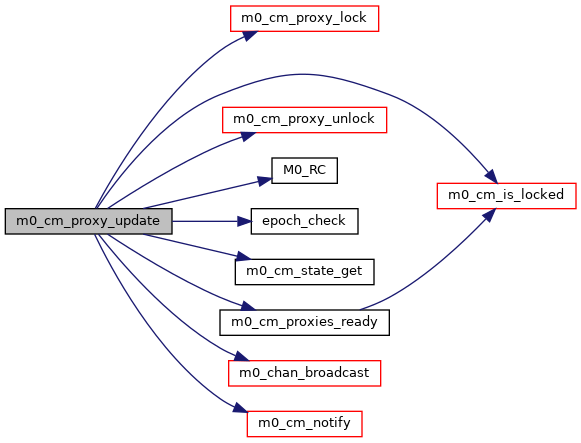 m0_cm_proxy_lock
m0_cm_proxy_unlock
M0_RC
m0_cm_is_locked
m0_cm_proxy_update
epoch_check
m0_cm_state_get
m0_cm_proxies_ready
m0_chan_broadcast
m0_cm_notify